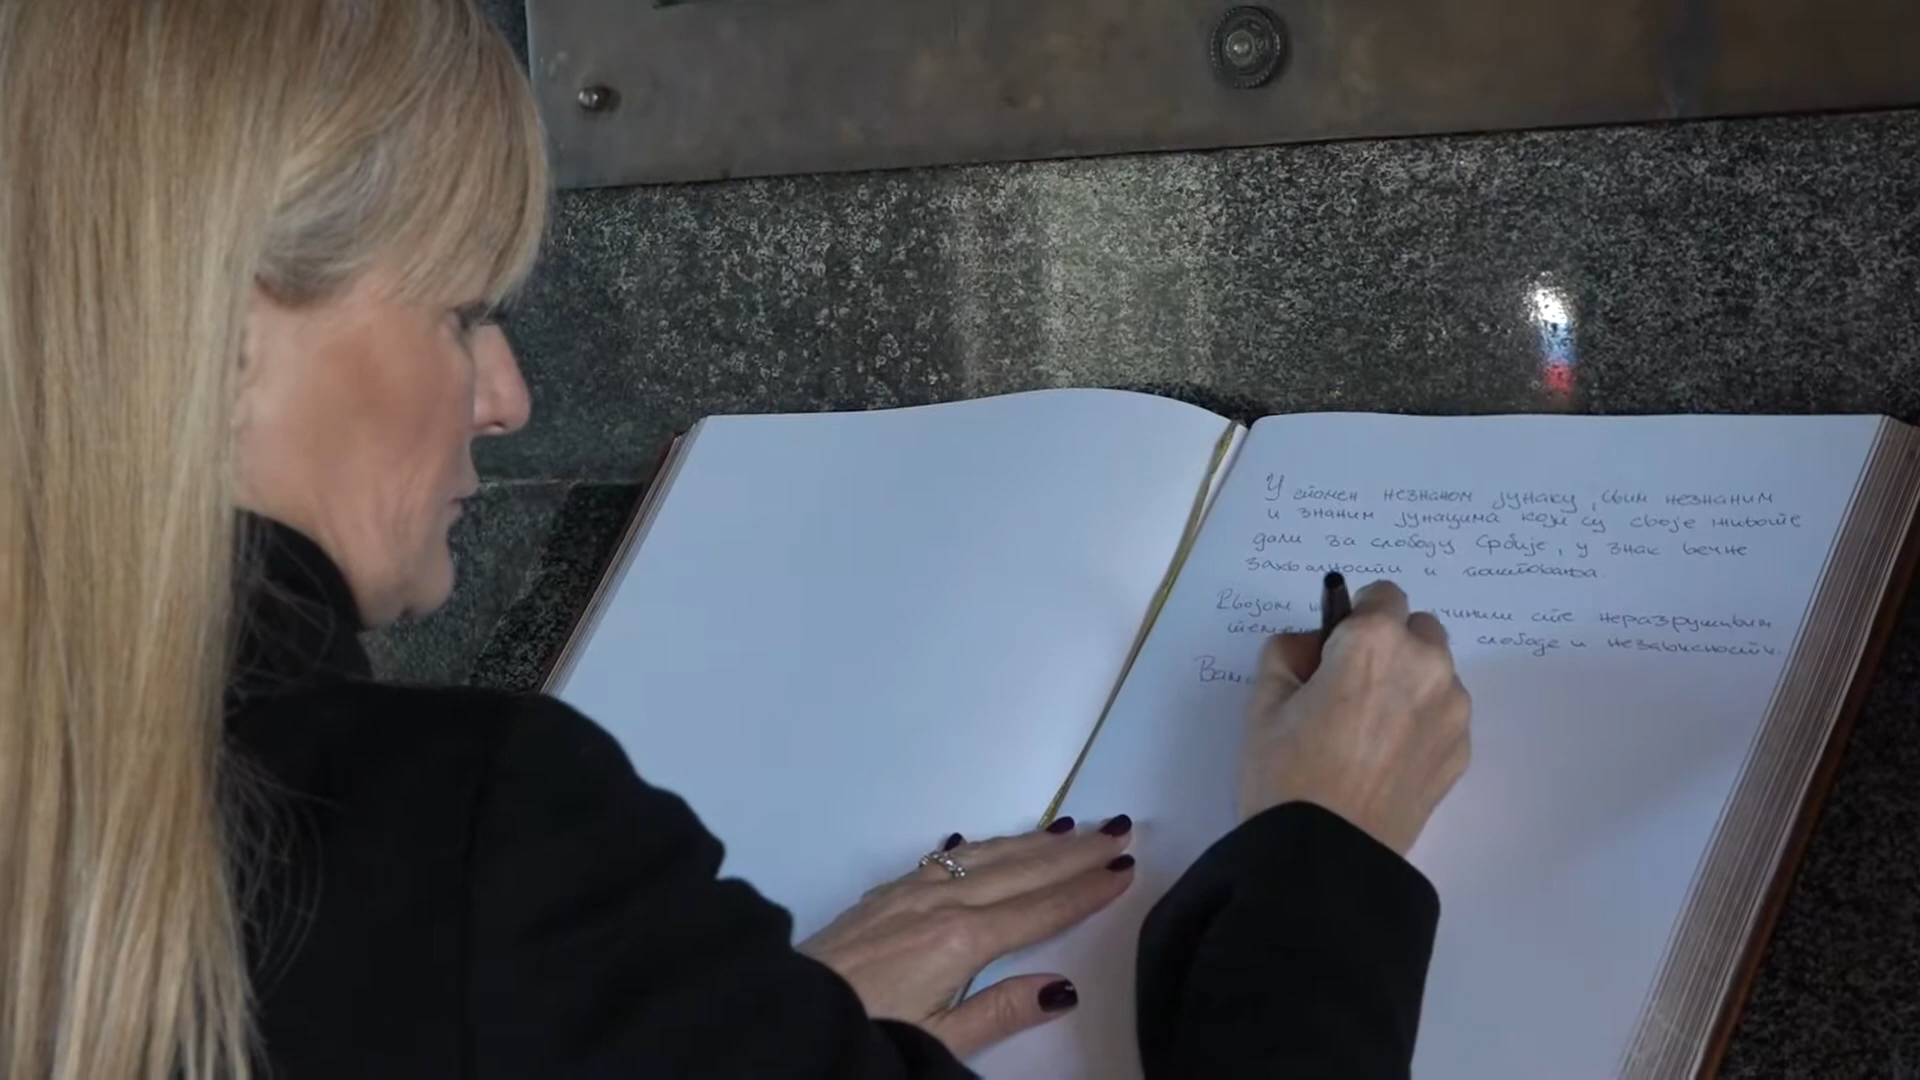 У спомен незнаном јунаку, свим незнаним
и знаним јунацима који су своје животе
дали за слободу Србије, у знак вечне
захвалности и поштовања.
Својом чинили сте неразрушивим
слободе и независности.